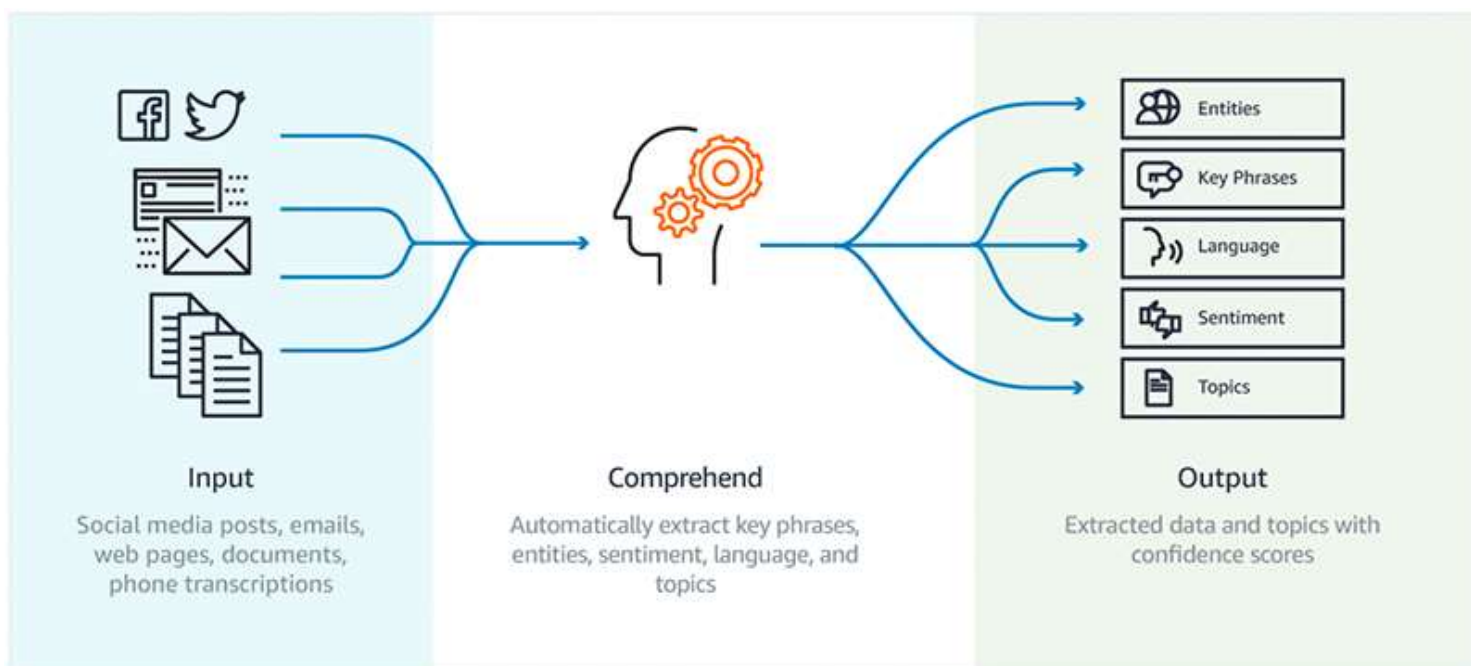 Entities
Key Phrases
Language
Sentiment
Topics
Input
Social media posts, emails,
web pages, documents,
phone transcriptions
Comprehend
Automatically extract key phrases,
entities, sentiment, language, and
topics
Output
Extracted data and topics with
confidence scores